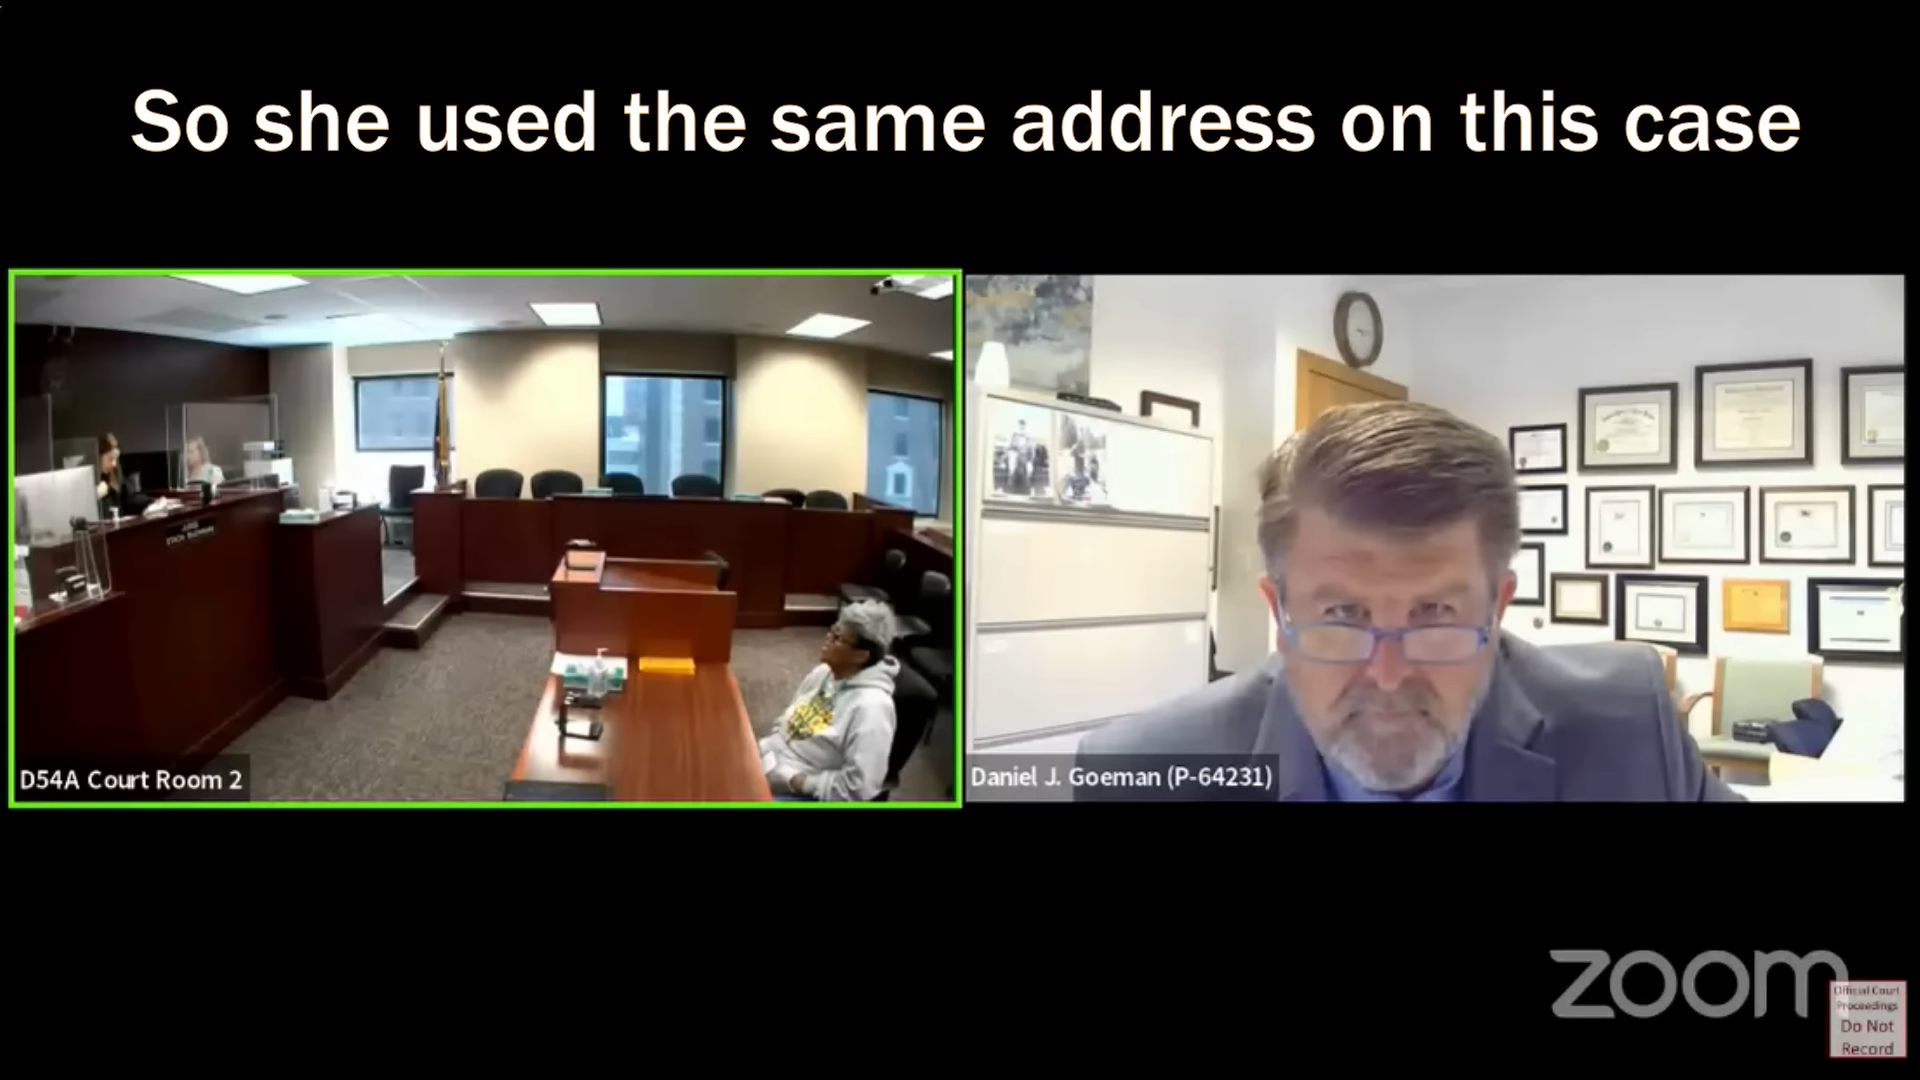 So she used the same address on this case
D54A Court Room 2
Daniel J. Goeman (P-64231)
zoom
Official Court
Proceedings
Do Not
Record